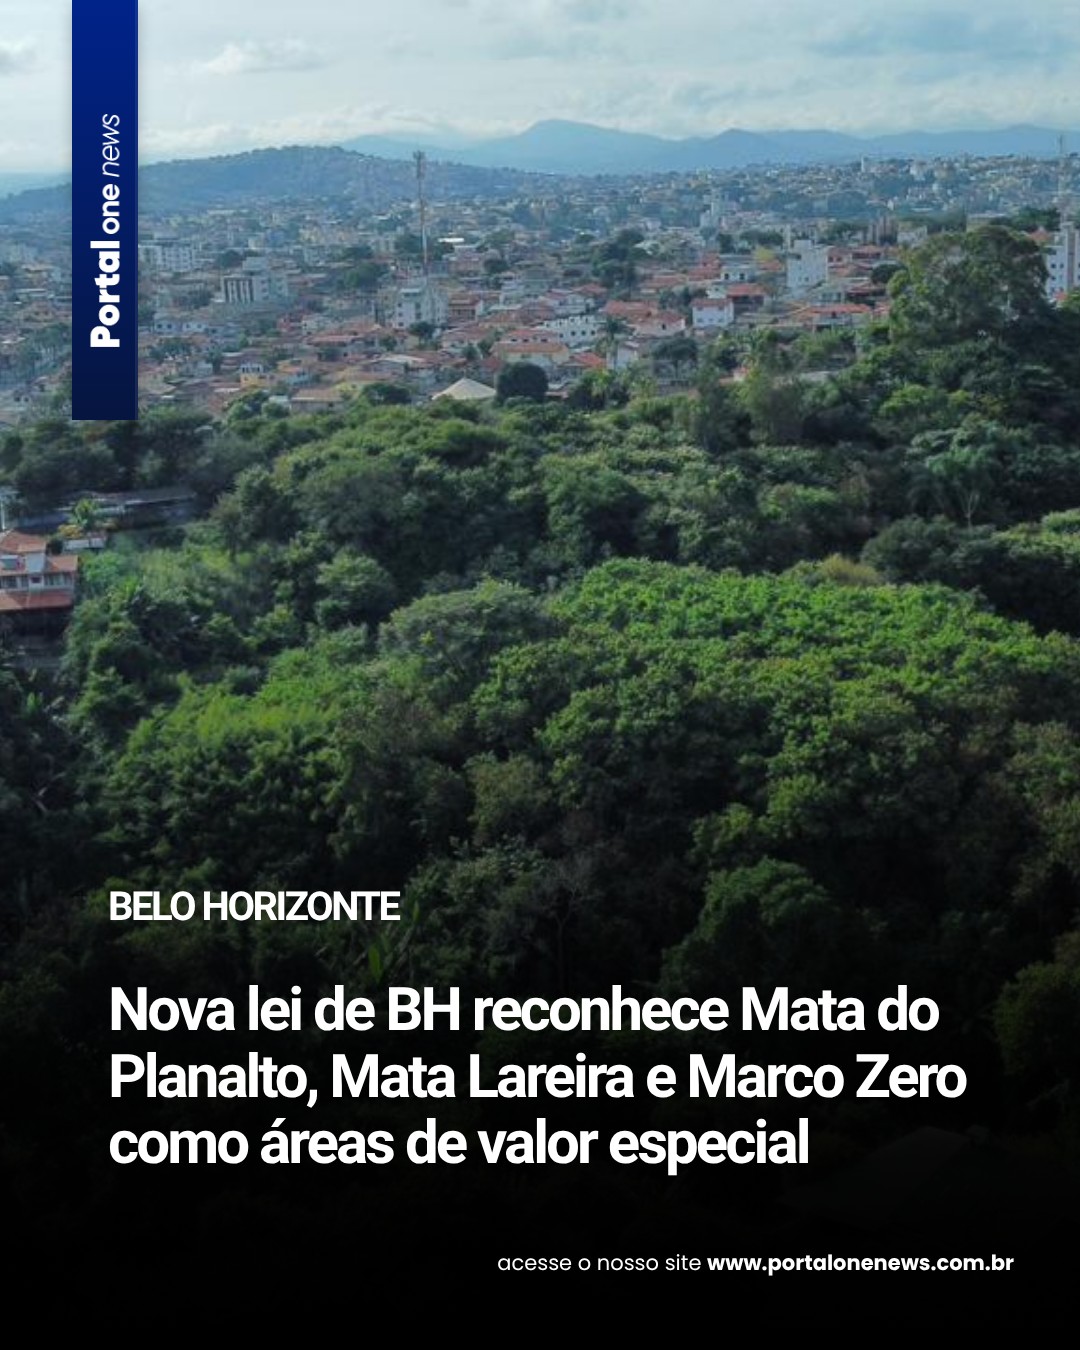 Portal one news
BELO HORIZONTE
Nova lei de BH reconhece Mata do
Planalto, Mata Lareira e Marco Zero
como áreas de valor especial
acesse o nosso site www.portalonenews.com.br